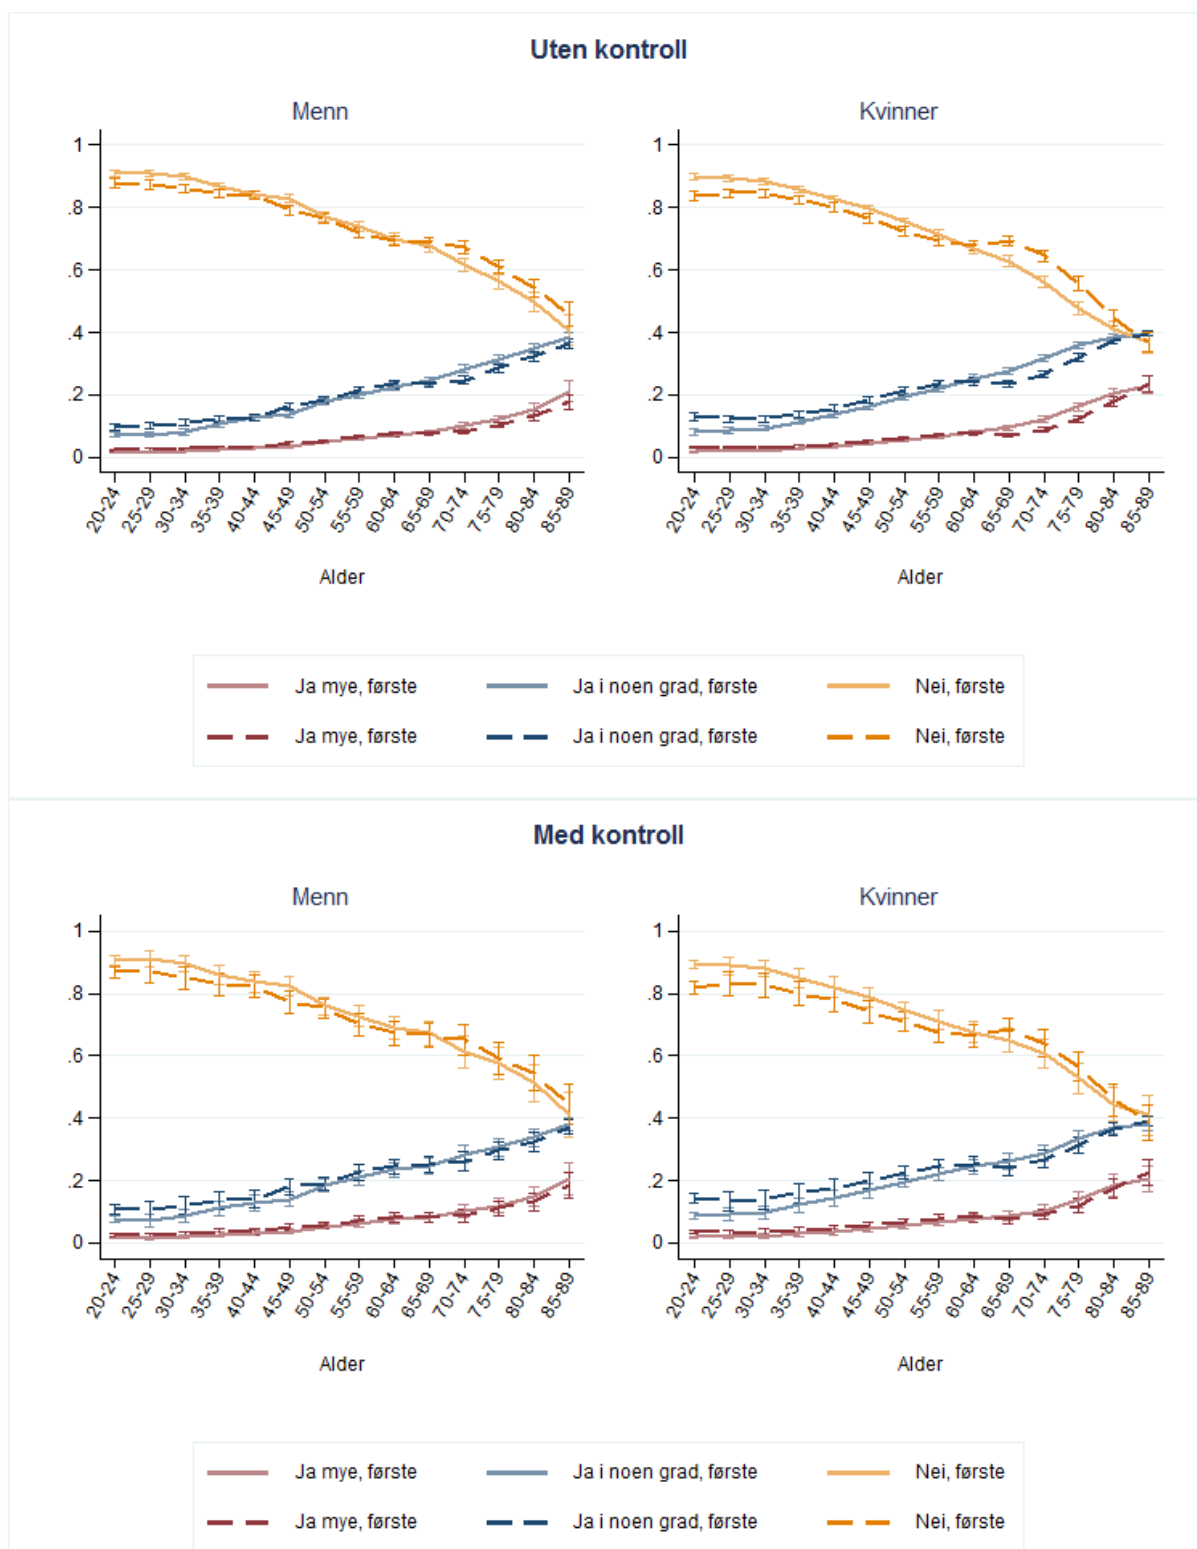 Uten kontroll
Menn Kvinner
1 1
.8 .8
.6 .6
.4 .4
.2 .2
0 0
20-24 25-29 30-34 35-39 40-44 45-49 50-54 55-59 60-64 65-69 70-74 75-79 80-84 85-89 20-24 25-29 30-34 35-39 40-44 45-49 50-54 55-59 60-64 65-69 70-74 75-79 80-84 85-89
Alder Alder
Ja mye, første Ja i noen grad, første Nei, første
Ja mye, første Ja i noen grad, første Nei, første
Med kontroll
Menn Kvinner
1 1
.8 .8
.6 .6
.4 .4
.2 .2
0 0
20-24 25-29 30-34 35-39 40-44 45-49 50-54 55-59 60-64 65-69 70-74 75-79 80-84 85-89 20-24 25-29 30-34 35-39 40-44 45-49 50-54 55-59 60-64 65-69 70-74 75-79 80-84 85-89
Alder Alder
Ja mye, første Ja i noen grad, første Nei, første
Ja mye, første Ja i noen grad, første Nei, første